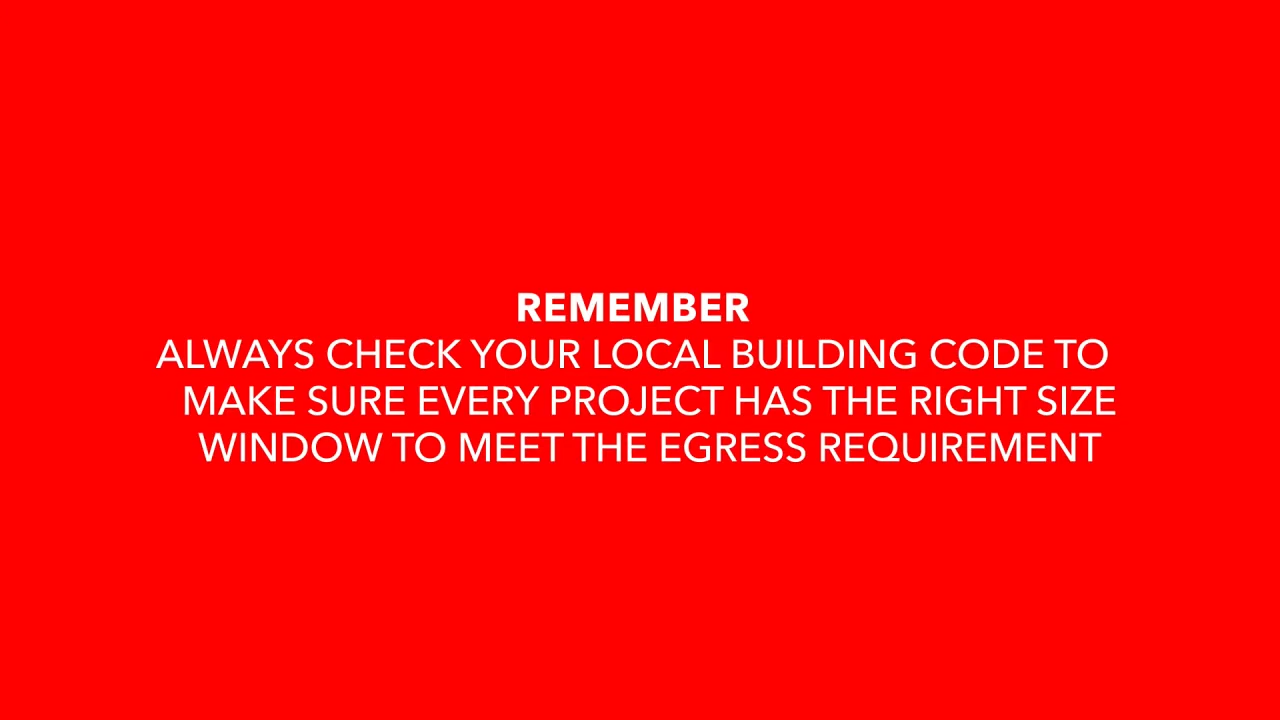 REMEMBER
ALWAYS CHECK YOUR LOCAL BUILDING CODE TO
MAKE SURE EVERY PROJECT HAS THE RIGHT SIZE
WINDOW TO MEET THE EGRESS REQUIREMENT